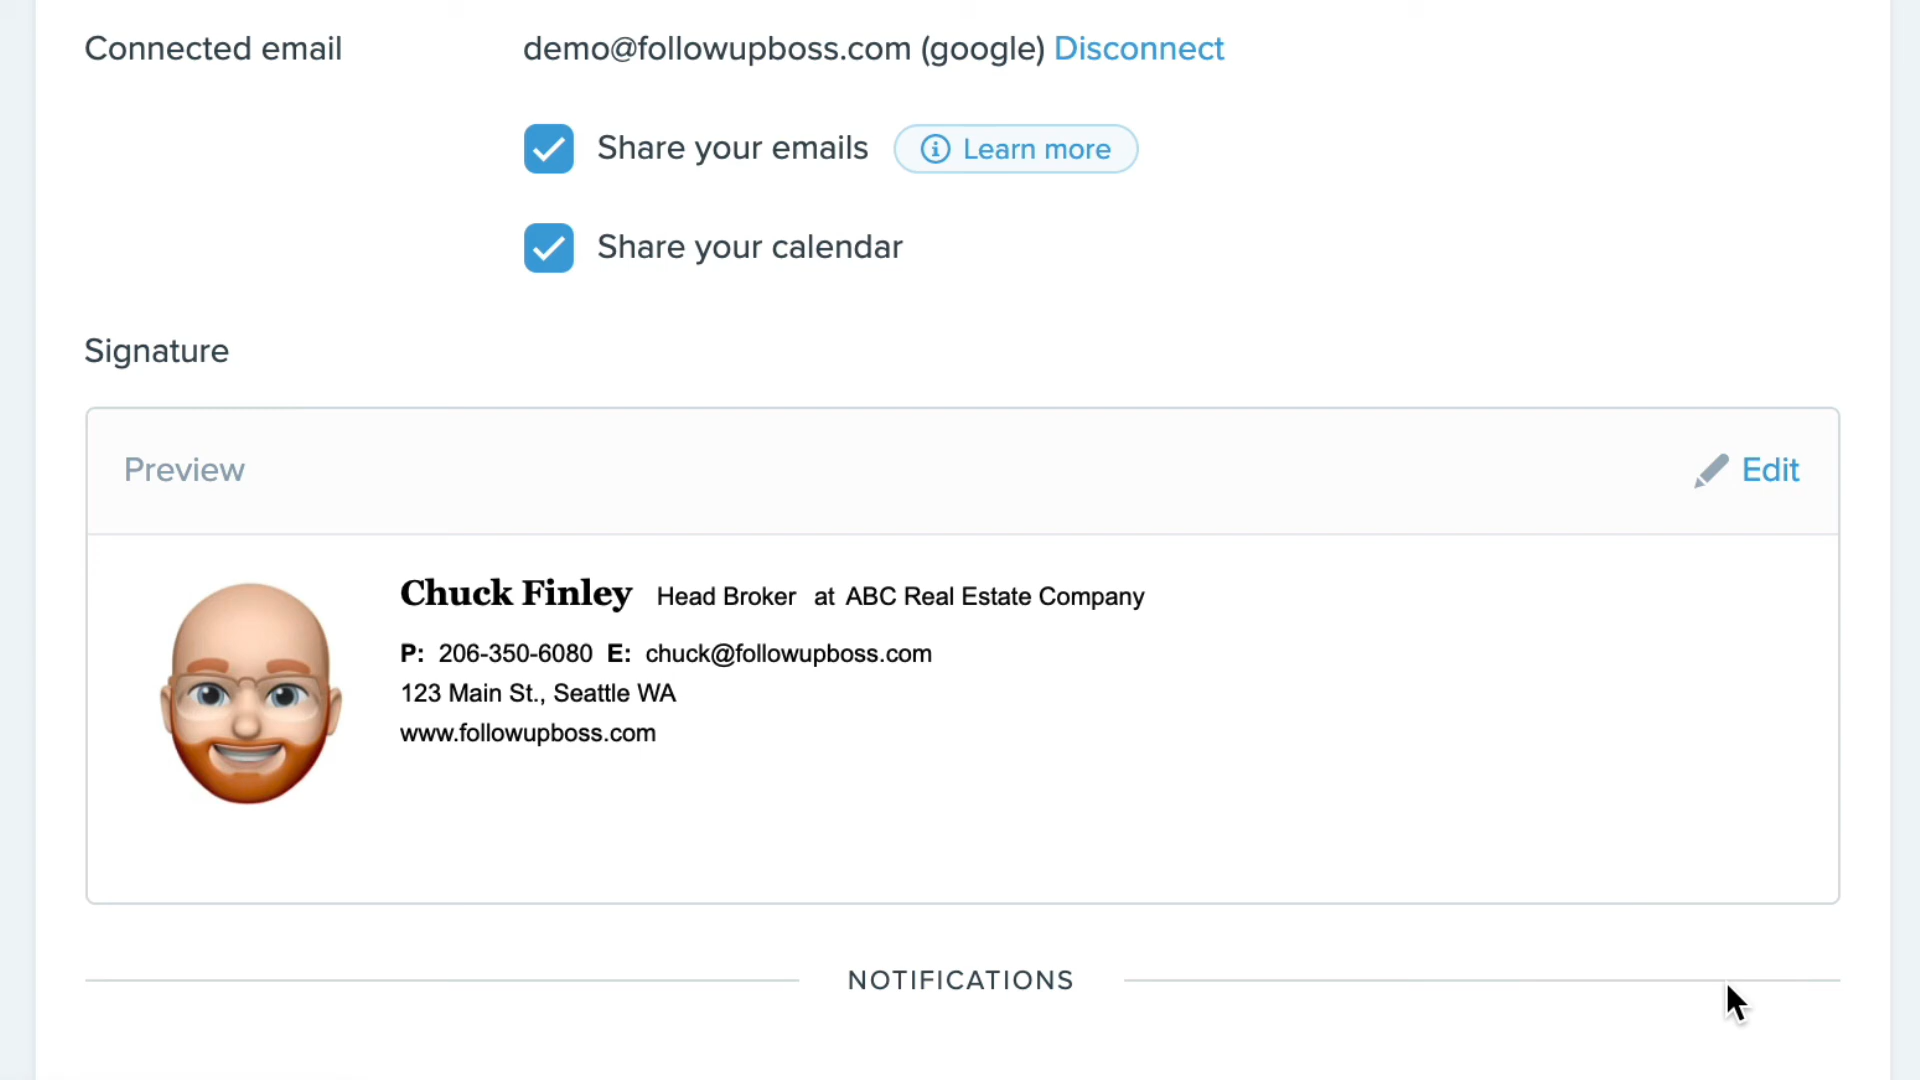 Connected email demo@followupboss.com (google) Disconnect
Share your emails Learn more
Share your calendar
Signature
Preview Edit
Chuck Finley Head Broker at ABC Real Estate Company
P: 206-350-6080 E: chuck@followupboss.com
123 Main St., Seattle WA
www.followupboss.com
NOTIFICATIONS